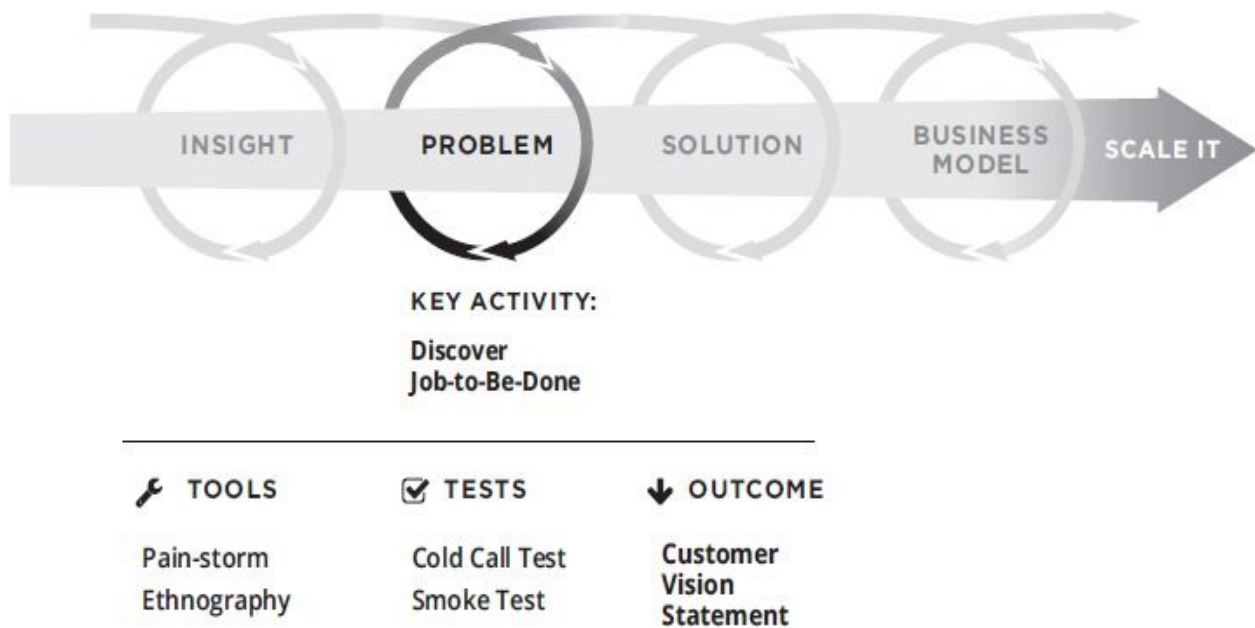 INSIGHT
PROBLEM
SOLUTION
BUSINESS
MODEL
SCALE IT
KEY ACTIVITY:
Discover
Job-to-Be-Done
TOOLS
Pain-storm
Ethnography
TESTS
Cold Call Test
Smoke Test
OUTCOME
Customer
Vision
Statement